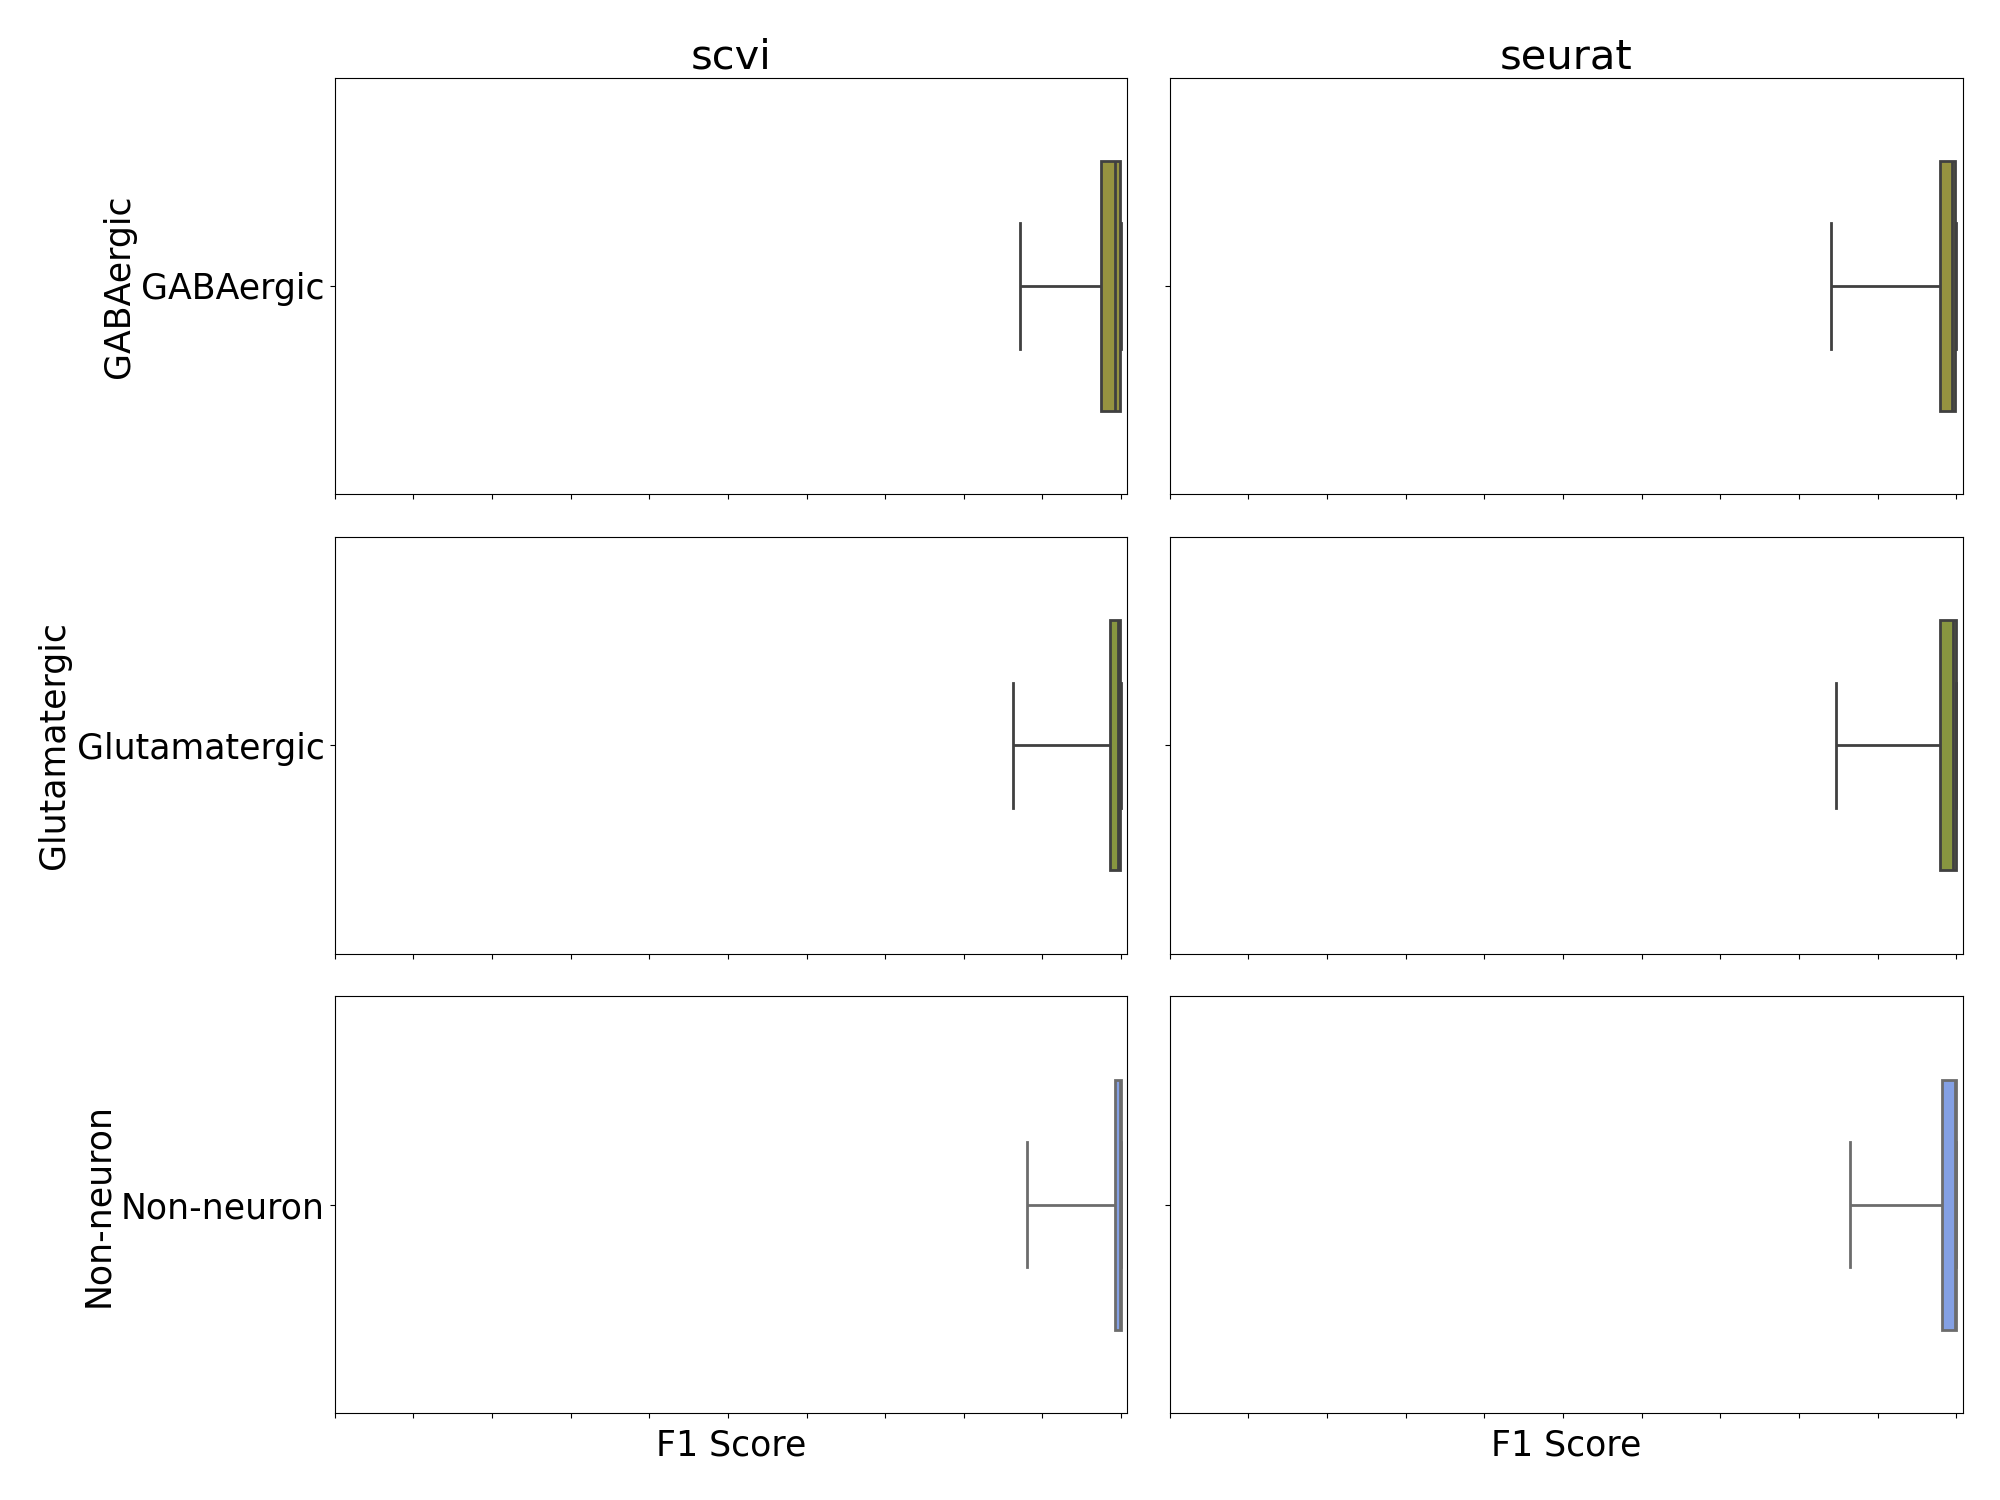 scvi
seurat
GABAergic
GABAergic
Glutamatergic
Glutamatergic
Non-neuron
Non-neuron
F1 Score
F1 Score